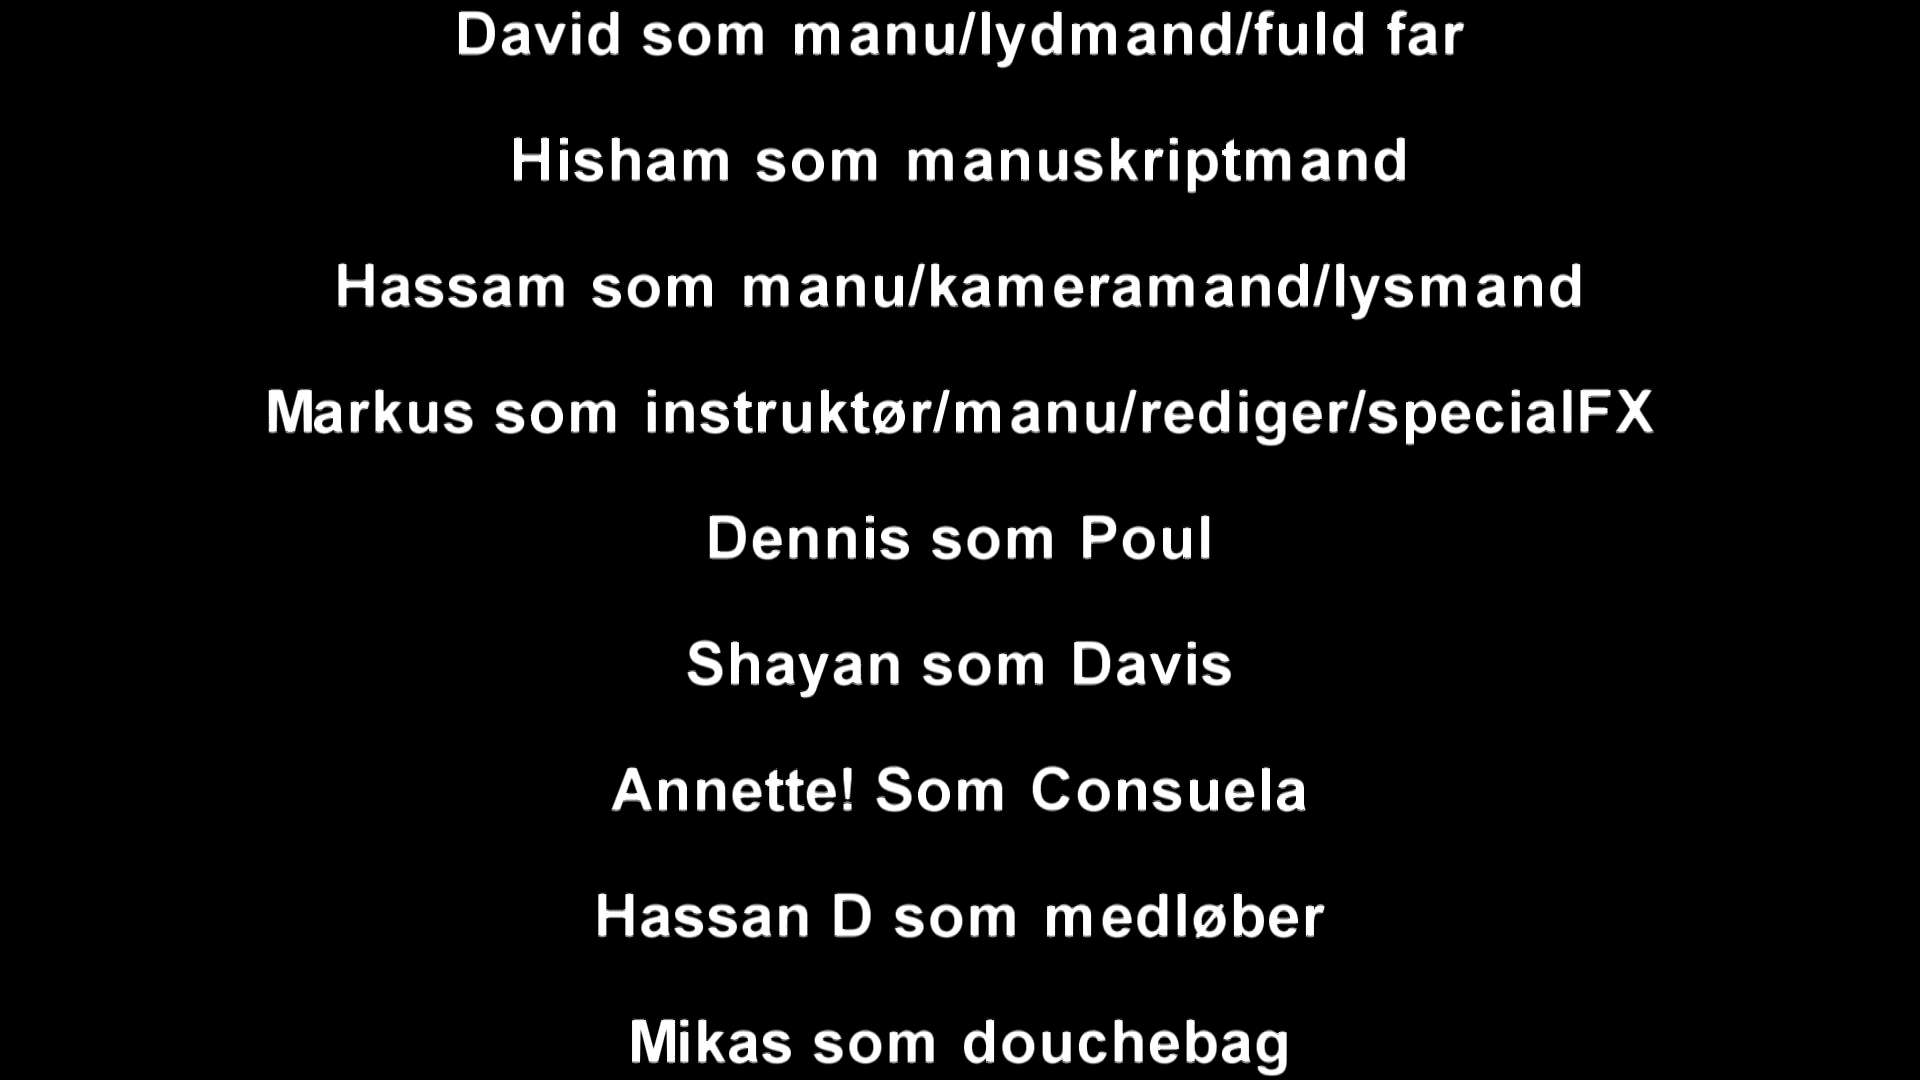 David som manu/lydmand/fuld far
Hisham som manuskriptmand
Hassam som manu/kameramand/lysmand
Markus som instruktør/manu/rediger/specialFX
Dennis som Poul
Shayan som Davis
Annette! Som Consuela
Hassan D som medløber
Mikas som douchebag